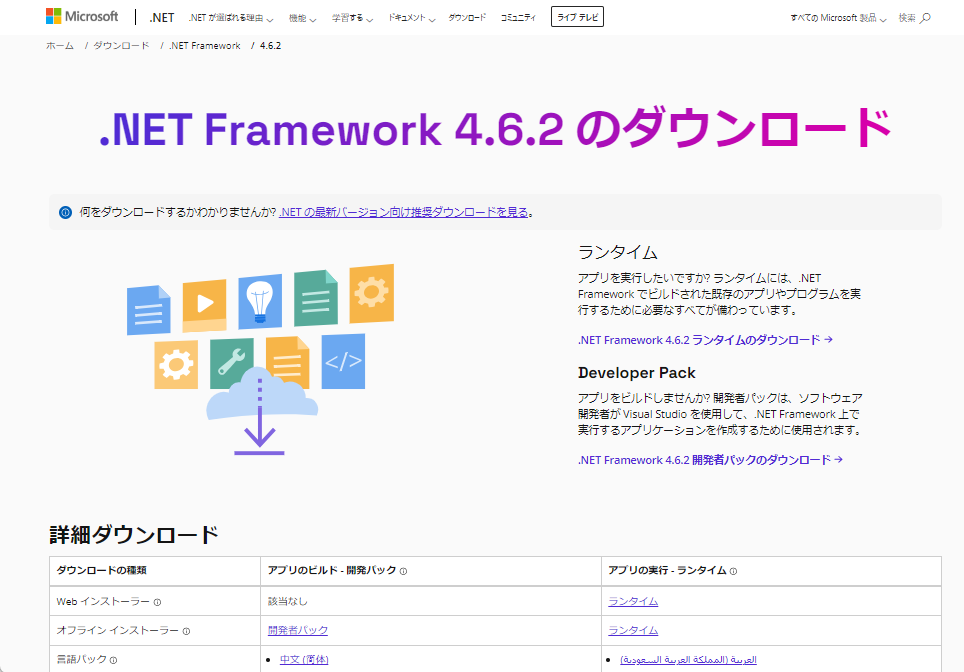 Microsoft .NET .NET が選ばれる理由 機能 学習する ドキュメント ダウンロード コミュニティ ライブ テレビ すべての Microsoft 製品 検索
ホーム / ダウンロード / .NET Framework / 4.6.2
.NET Framework 4.6.2 のダウンロード
何をダウンロードするかわかりませんか? .NET の最新バージョン向け推奨ダウンロードを見る。
ランタイム
アプリを実行したいですか? ランタイムには、.NET
Framework でビルドされた既存のアプリやプログラムを実
行するために必要なすべてが備わっています。
.NET Framework 4.6.2 ランタイムのダウンロード →
Developer Pack
アプリをビルドしませんか? 開発者パックは、ソフトウェア
開発者が Visual Studio を使用して、.NET Framework 上で
実行するアプリケーションを作成するために使用されます。
.NET Framework 4.6.2 開発者パックのダウンロード →
</>
詳細ダウンロード
ダウンロードの種類 アプリのビルド - 開発パック アプリの実行 - ランタイム
Web インストーラー 該当なし ランタイム
オフライン インストーラー 開発者パック ランタイム
言語パック • 中文 (简体) • العربية (المملكة العربية السعودية)